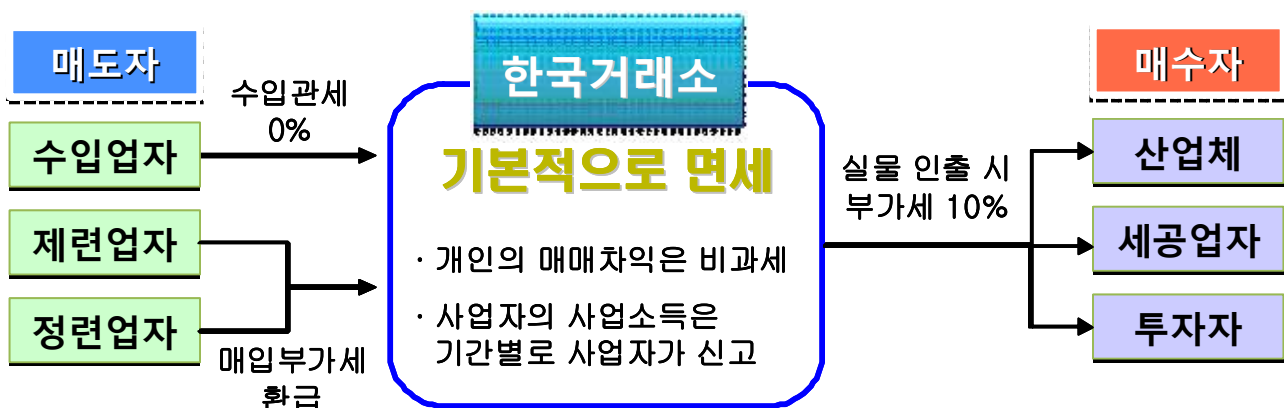 매도자
수입관세
0%
수입업자
제련업자
정련업자
매입부가세
환급
한국거래소
기본적으로 면세
· 개인의 매매차익은 비과세
· 사업자의 사업소득은
기간별로 사업자가 신고
실물 인출 시
부가세 10%
매수자
산업체
세공업자
투자자